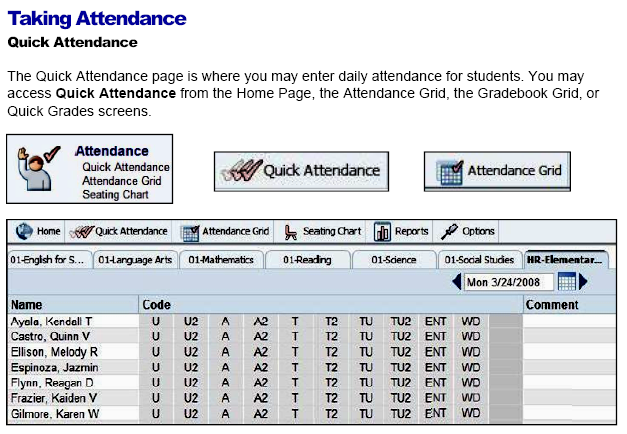 Taking Attendance
Quick Attendance
The Quick Attendance page is where you may enter daily attendance for students. You may
access Quick Attendance from the Home Page, the Attendance Grid, the Gradebook Grid, or
Quick Grades screens.
Attendance
Quick Attendance
Attendance Grid
Seating Chart
Quick Attendance
Attendance Grid
Home Quick Attendance Attendance Grid Seating Chart Reports Options
01-English for S... 01-Language Arts 01-Mathematics 01-Reading 01-Science 01-Social Studies HR-Elementar...
Mon 3/24/2008
Name Code Comment
Ayala, Kendall T U U2 A A2 T T2 TU TU2 ENT WD
Castro, Quinn V U U2 A A2 T T2 TU TU2 ENT WD
Ellison, Melody R U U2 A A2 T T2 TU TU2 ENT WD
Espinoza, Jazmin U U2 A A2 T T2 TU TU2 ENT WD
Flynn, Reagan D U U2 A A2 T T2 TU TU2 ENT WD
Frazier, Kaiden V U U2 A A2 T T2 TU TU2 ENT WD
Gilmore, Karen W U U2 A A2 T T2 TU TU2 ENT WD